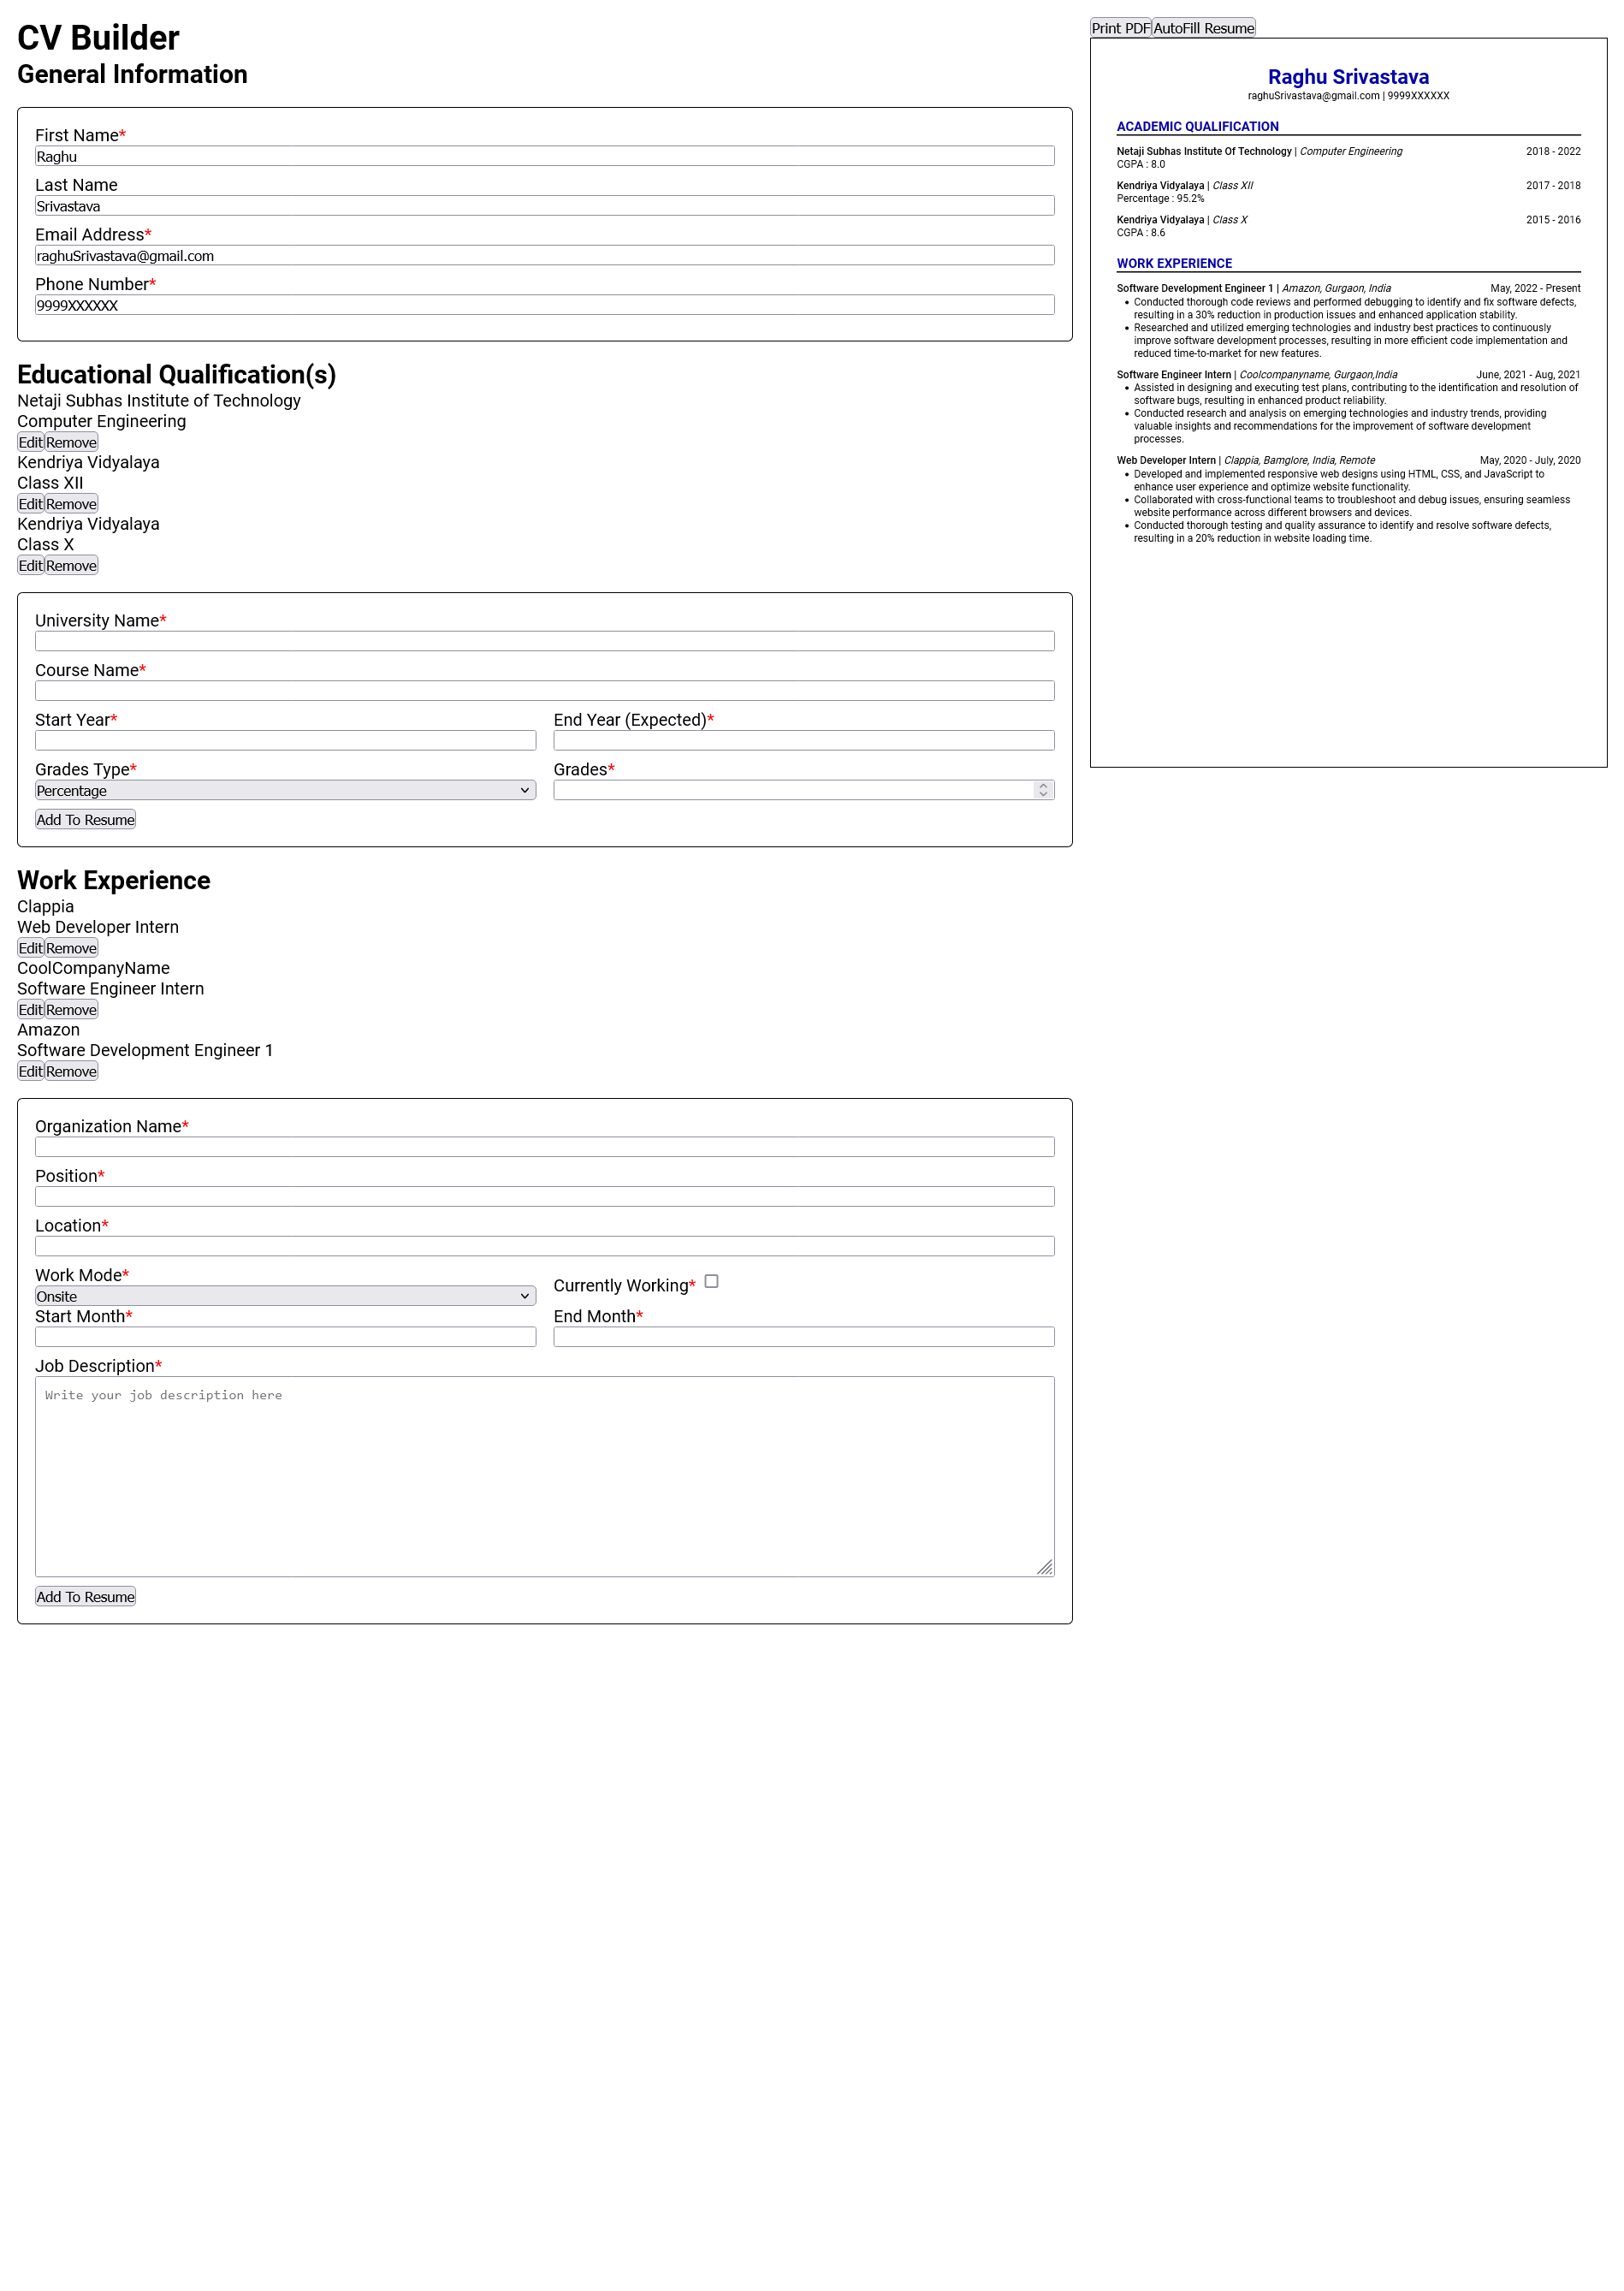 CV Builder
General Information
First Name*
Raghu
Last Name
Srivastava
Email Address*
raghuSrivastava@gmail.com
Phone Number*
9999XXXXXX
Educational Qualification(s)
Netaji Subhas Institute of Technology
Computer Engineering
Edit Remove
Kendriya Vidyalaya
Class XII
Edit Remove
Kendriya Vidyalaya
Class X
Edit Remove
University Name*
Course Name*
Start Year* End Year (Expected)*
Grades Type* Grades*
Percentage
Add To Resume
Work Experience
Clappia
Web Developer Intern
Edit Remove
CoolCompanyName
Software Engineer Intern
Edit Remove
Amazon
Software Development Engineer 1
Edit Remove
Organization Name*
Position*
Location*
Work Mode* Currently Working*
Onsite
Start Month* End Month*
Job Description*
Write your job description here
Add To Resume
Print PDF AutoFill Resume
Raghu Srivastava
raghuSrivastava@gmail.com | 9999XXXXXX
ACADEMIC QUALIFICATION
Netaji Subhas Institute Of Technology | Computer Engineering 2018 - 2022
CGPA : 8.0
Kendriya Vidyalaya | Class XII 2017 - 2018
Percentage : 95.2%
Kendriya Vidyalaya | Class X 2015 - 2016
CGPA : 8.6
WORK EXPERIENCE
Software Development Engineer 1 | Amazon, Gurgaon, India May, 2022 - Present
• Conducted thorough code reviews and performed debugging to identify and fix software defects,
resulting in a 30% reduction in production issues and enhanced application stability.
• Researched and utilized emerging technologies and industry best practices to continuously
improve software development processes, resulting in more efficient code implementation and
reduced time-to-market for new features.
Software Engineer Intern | Coolcompanyname, Gurgaon,India June, 2021 - Aug, 2021
• Assisted in designing and executing test plans, contributing to the identification and resolution of
software bugs, resulting in enhanced product reliability.
• Conducted research and analysis on emerging technologies and industry trends, providing
valuable insights and recommendations for the improvement of software development
processes.
Web Developer Intern | Clappia, Bamglore, India, Remote May, 2020 - July, 2020
• Developed and implemented responsive web designs using HTML, CSS, and JavaScript to
enhance user experience and optimize website functionality.
• Collaborated with cross-functional teams to troubleshoot and debug issues, ensuring seamless
website performance across different browsers and devices.
• Conducted thorough testing and quality assurance to identify and resolve software defects,
resulting in a 20% reduction in website loading time.